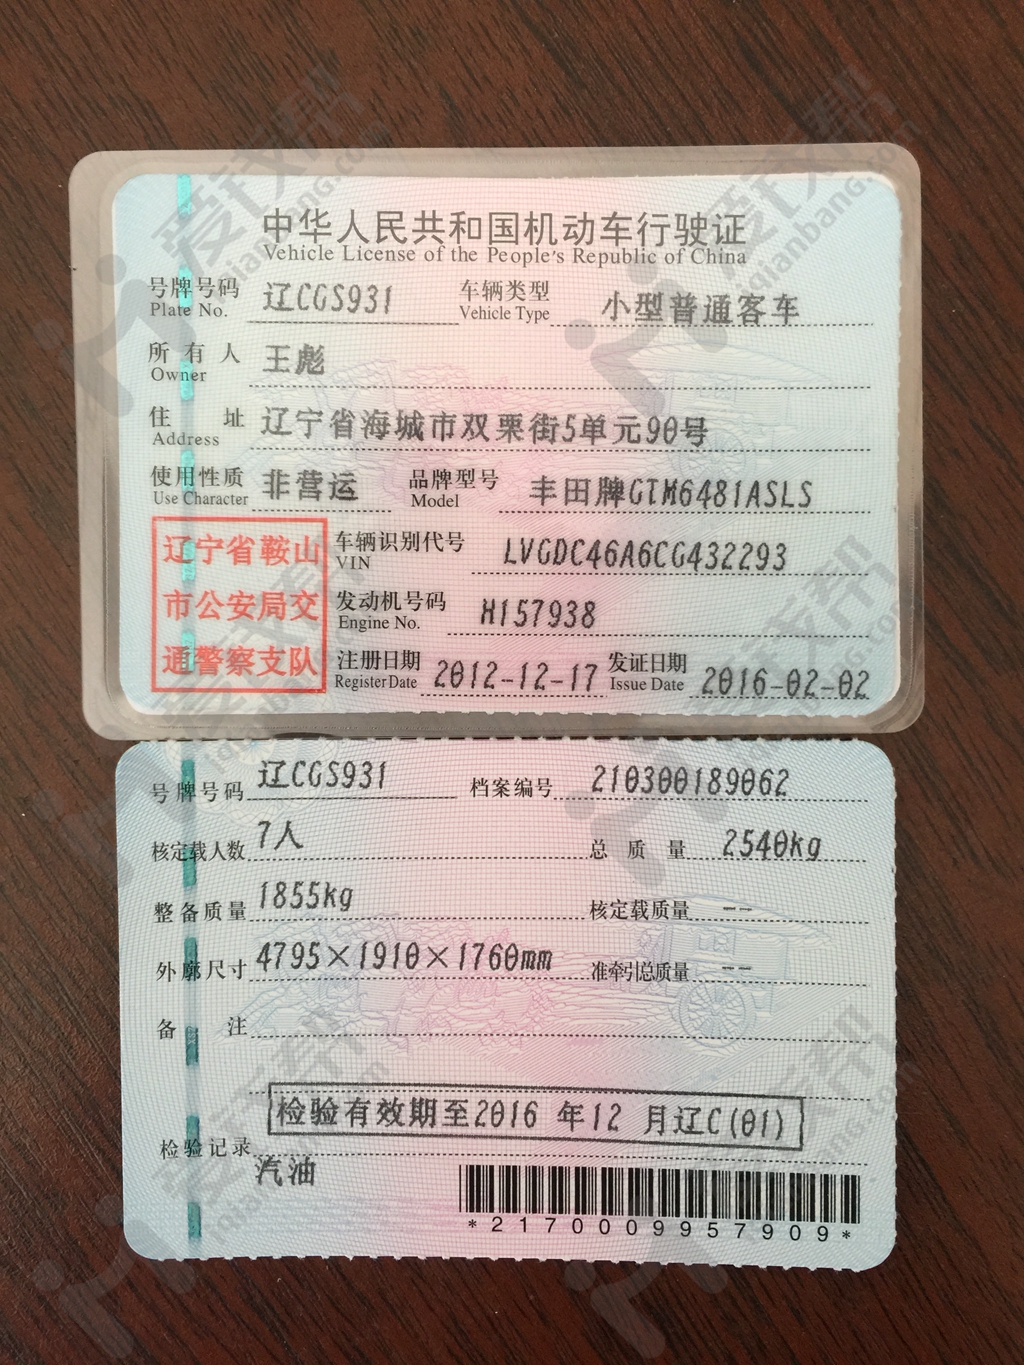 中华人民共和国机动车行驶证
Vehicle License of the People's Republic of China
号牌号码 辽CGS931 车辆类型 小型普通客车
Plate No. Vehicle Type
所有人 王彪
Owner
住址 辽宁省海城市双栗街5单元90号
Address
使用性质 非营运 品牌型号 丰田牌GTM6481ASLS
Use Character Model
辽宁省鞍山
市公安局交
通警察支队
车辆识别代号 LVGDC46A6CG432293
VIN
发动机号码 H157938
Engine No.
注册日期 2012-12-17 发证日期 2016-02-02
Register Date Issue Date
号牌号码 辽CGS931 档案编号 210300189062
核定载人数 7人 总质量 2540kg
整备质量 1855kg 核定载质量 --
外廓尺寸 4795×1910×1760mm 准牵引总质量 --
备注
检验有效期至2016 年12 月辽C(01)
检验记录
汽油
*2170009957909*
爱钱帮
iqianbang.com